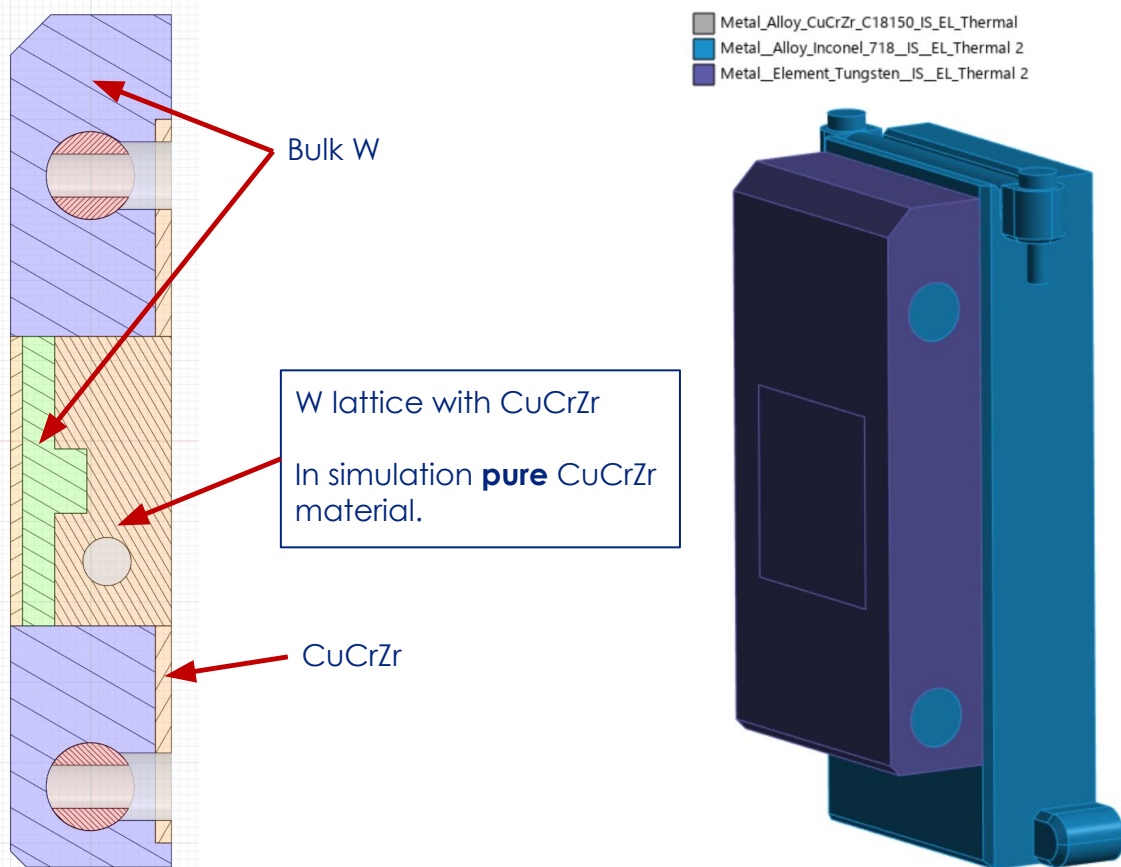 Metal_Alloy_CuCrZr_C18150_IS_EL_Thermal
Metal__Alloy_Inconel_718__IS__EL_Thermal 2
Metal__Element_Tungsten__IS__EL_Thermal 2
Bulk W
W lattice with CuCrZr
In simulation pure CuCrZr
material.
CuCrZr